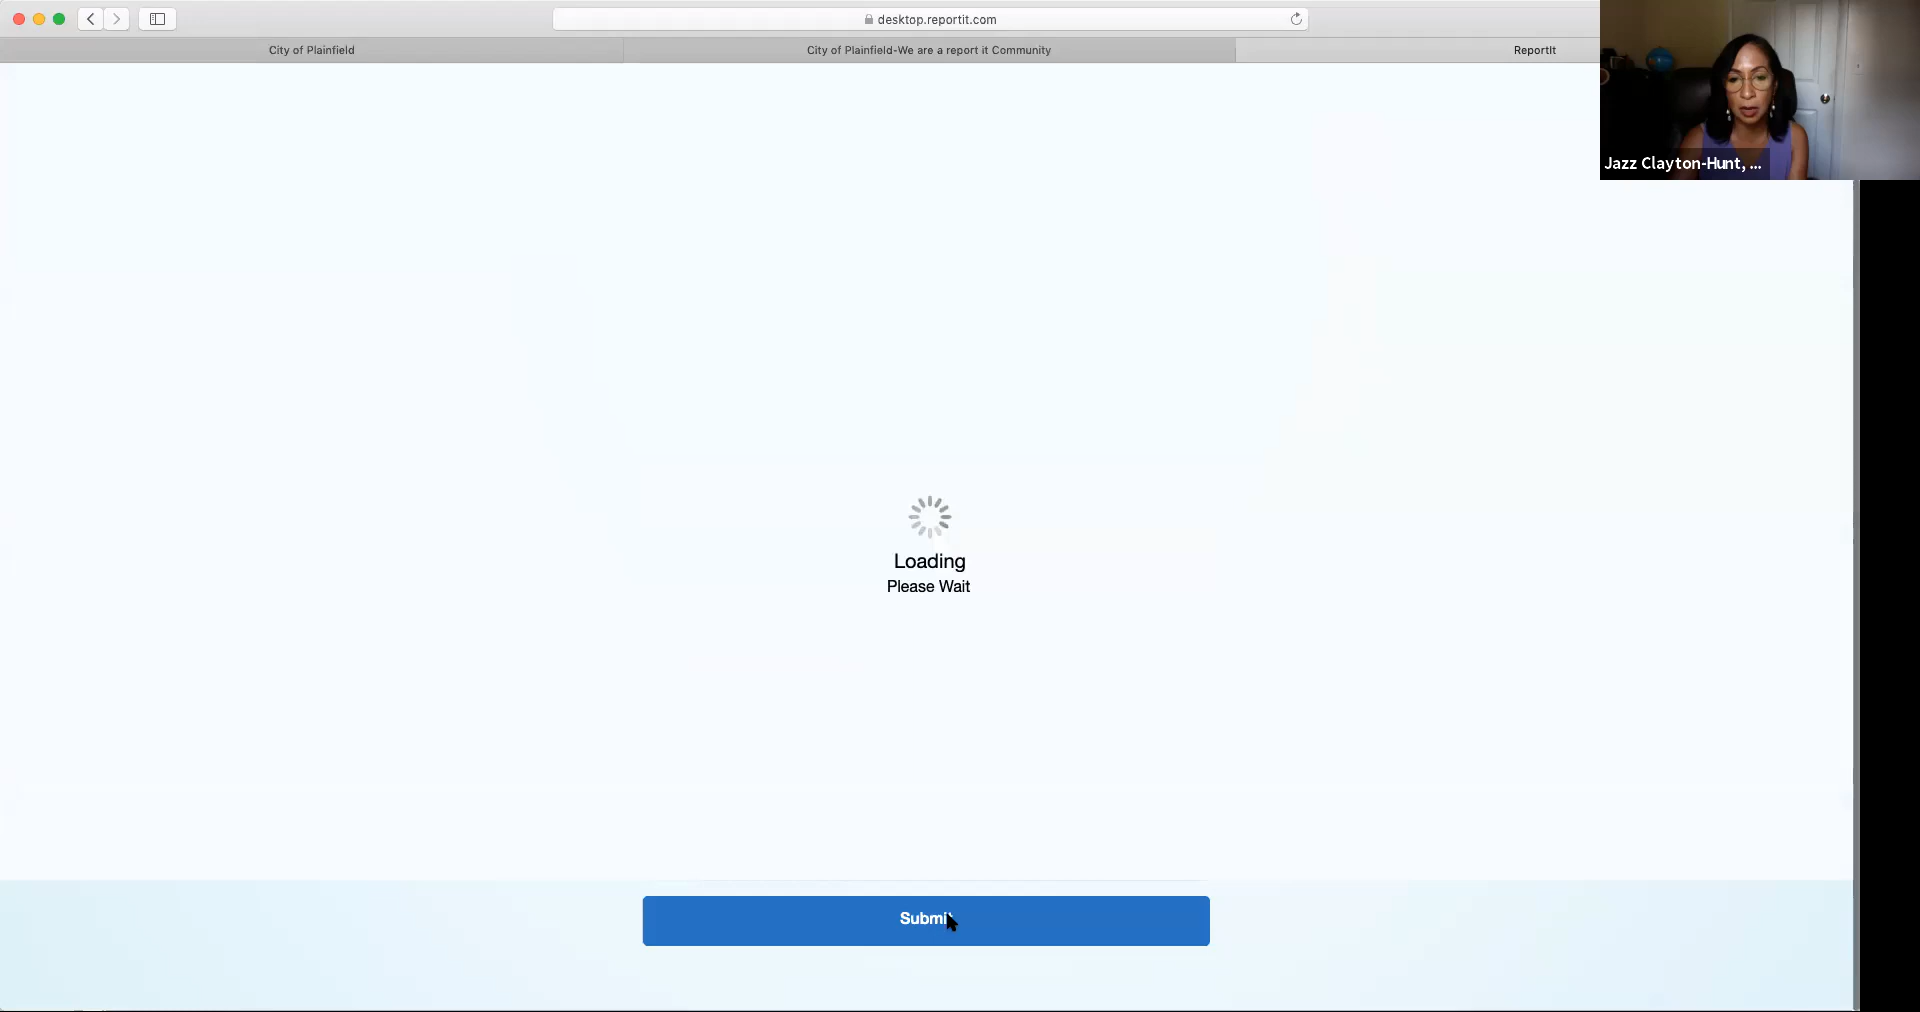 desktop.reportit.com
City of Plainfield
City of Plainfield-We are a report it Community
ReportIt
Jazz Clayton-Hunt, ...
Loading
Please Wait
Submit